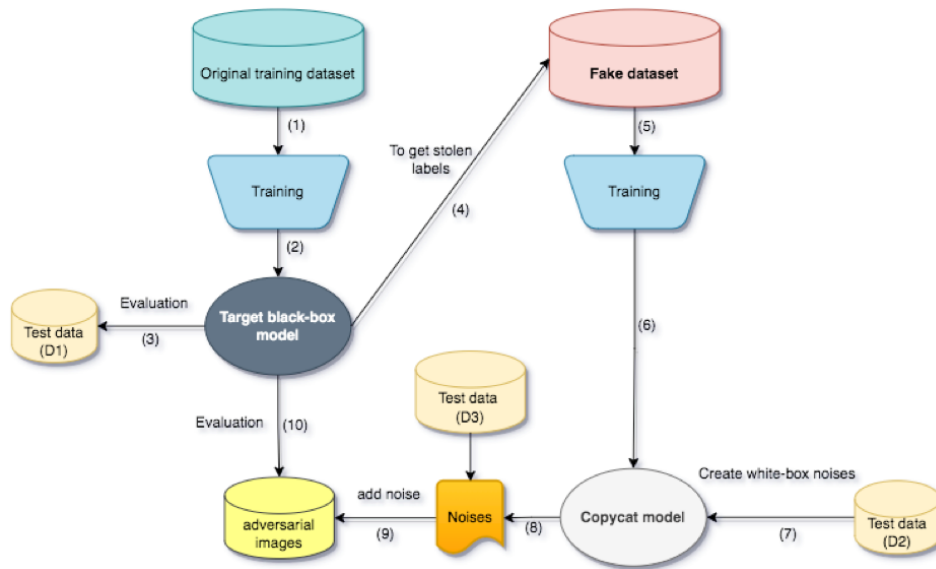 Original training dataset
Fake dataset
(1)
(5)
To get stolen
labels
Training
Training
(4)
(2)
Evaluation
Target black-box
model
(3)
Test data
(D1)
(6)
Test data
(D3)
Evaluation
(10)
Create white-box noises
add noise
Noises
Copycat model
Test data
(D2)
adversarial
images
(9)
(8)
(7)